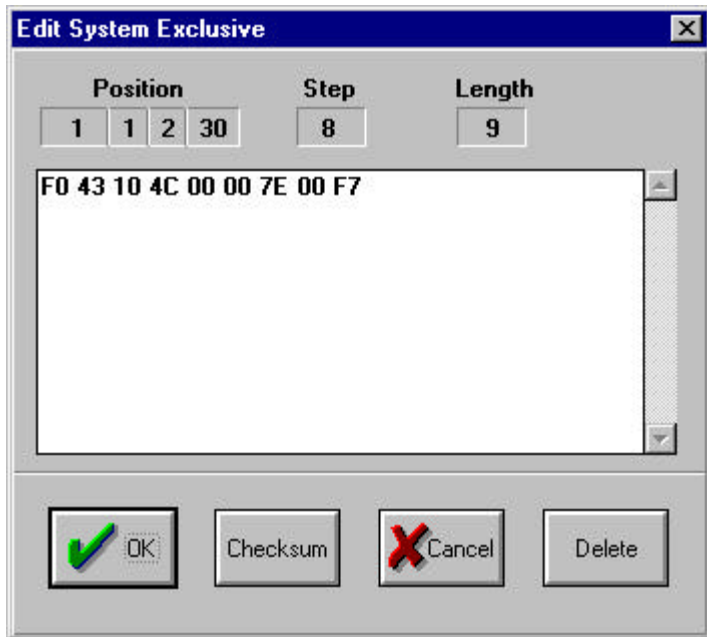 Edit System Exclusive
Position Step Length
1 1 2 30 8 9
F0 43 10 4C 00 00 7E 00 F7
OK Checksum Cancel Delete